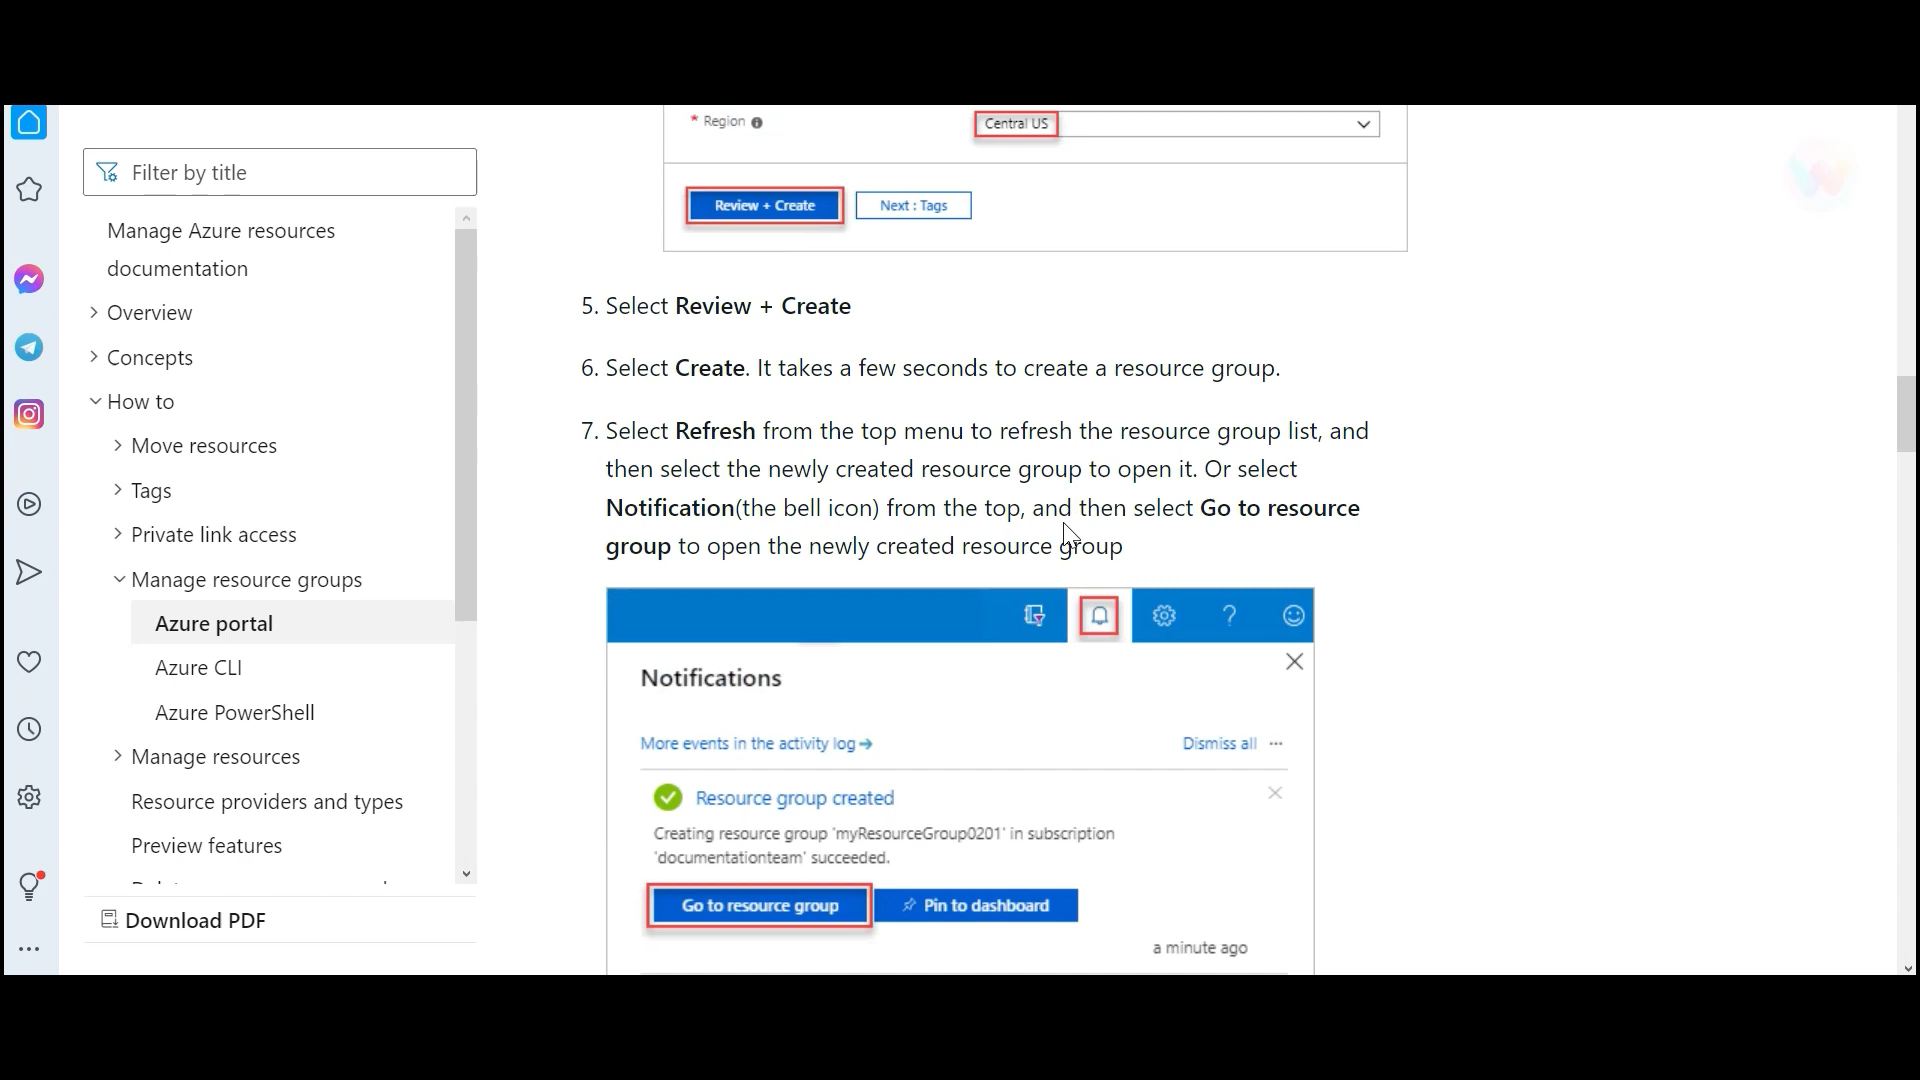 Filter by title
Manage Azure resources
documentation
Overview
Concepts
How to
Move resources
Tags
Private link access
Manage resource groups
Azure portal
Azure CLI
Azure PowerShell
Manage resources
Resource providers and types
Preview features
Download PDF
* Region
Central US
Review + Create
Next : Tags
5. Select Review + Create
6. Select Create. It takes a few seconds to create a resource group.
7. Select Refresh from the top menu to refresh the resource group list, and
then select the newly created resource group to open it. Or select
Notification(the bell icon) from the top, and then select Go to resource
group to open the newly created resource group
Notifications
More events in the activity log
Dismiss all ...
Resource group created
Creating resource group 'myResourceGroup0201' in subscription
'documentationteam' succeeded.
Go to resource group
Pin to dashboard
a minute ago